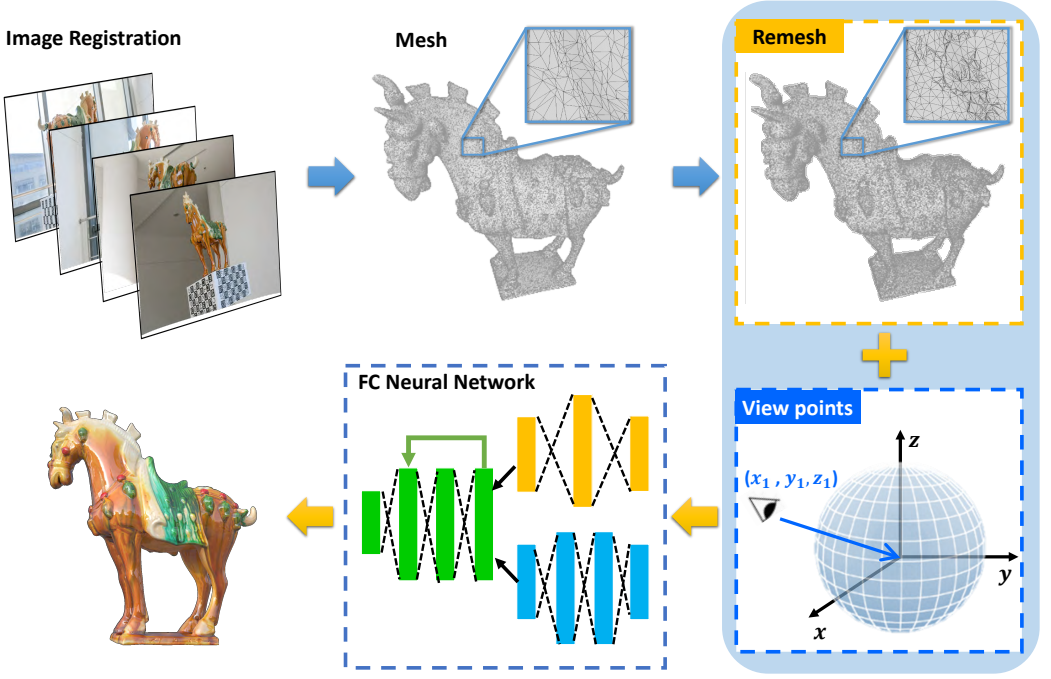 Image Registration
Mesh
Remesh
FC Neural Network
View points
z
(x₁ , y₁, z₁)
y
x